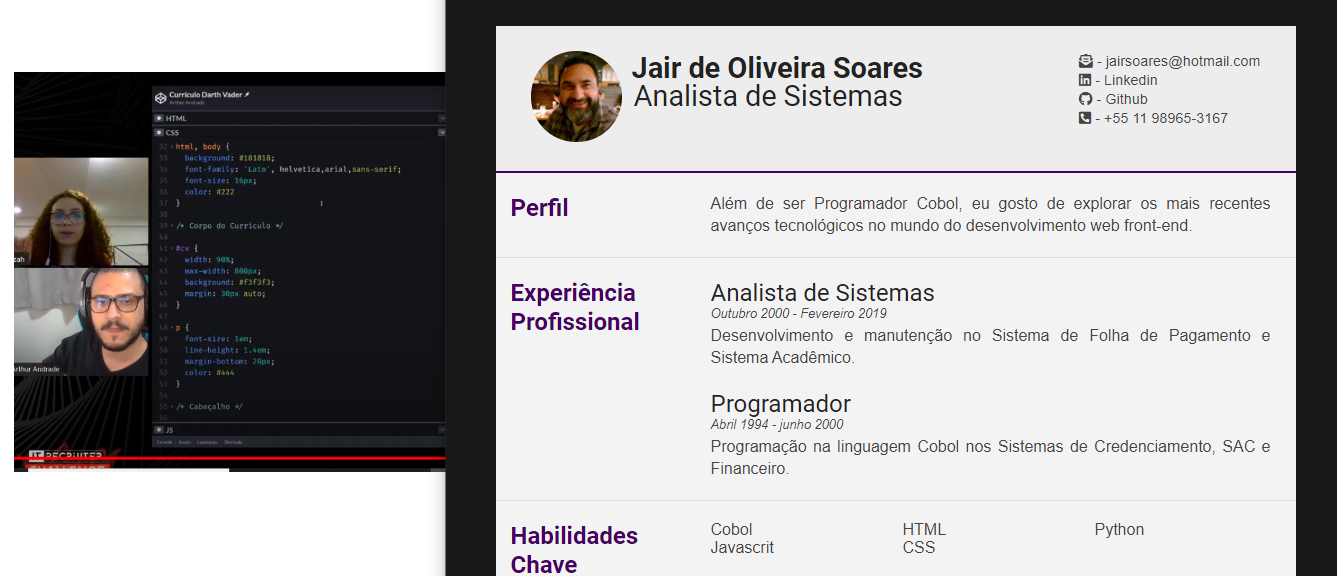 Currículo Darth Vader
Arthur Andrade
HTML
CSS
32 html, body {
33 background: #181818;
34 font-family: 'Lato', helvetica,arial,sans-serif;
35 font-size: 16px;
36 color: #222
37 }
38
39 /* Corpo do Curriculo */
40
41 #cv {
42 width: 90%;
43 max-width: 800px;
44 background: #f3f3f3;
45 margin: 30px auto;
46 }
47
48 p {
49 font-size: 1em;
50 line-height: 1.4em;
51 margin-bottom: 20px;
52 color: #444
53 }
54
55 /* Cabeçalho */
56
JS
Console Assets Comments Shortcuts
zah
Arthur Andrade
IT RECRUITER
CHALLENGE
Jair de Oliveira Soares
Analista de Sistemas
- jairsoares@hotmail.com
- Linkedin
- Github
- +55 11 98965-3167
Perfil
Além de ser Programador Cobol, eu gosto de explorar os mais recentes
avanços tecnológicos no mundo do desenvolvimento web front-end.
Experiência
Profissional
Analista de Sistemas
Outubro 2000 - Fevereiro 2019
Desenvolvimento e manutenção no Sistema de Folha de Pagamento e
Sistema Acadêmico.
Programador
Abril 1994 - junho 2000
Programação na linguagem Cobol nos Sistemas de Credenciamento, SAC e
Financeiro.
Habilidades
Chave
Cobol HTML Python
Javascrit CSS